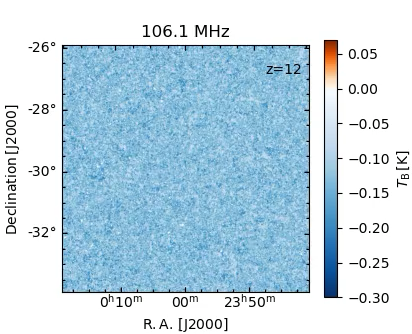 106.1 MHz
z=12
-26°
-28°
-30°
-32°
Declination [J2000]
0ʰ10ᵐ 00ᵐ 23ʰ50ᵐ
R.A. [J2000]
0.05
0.00
−0.05
−0.10
−0.15
−0.20
−0.25
−0.30
T_B [K]